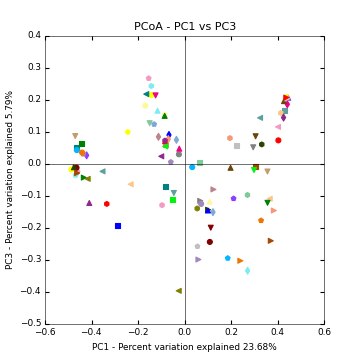 PCoA - PC1 vs PC3
0.4
0.3
0.2
0.1
0.0
−0.1
−0.2
−0.3
−0.4
−0.5
PC3 - Percent variation explained 5.79%
−0.6 −0.4 −0.2 0.0 0.2 0.4 0.6
PC1 - Percent variation explained 23.68%